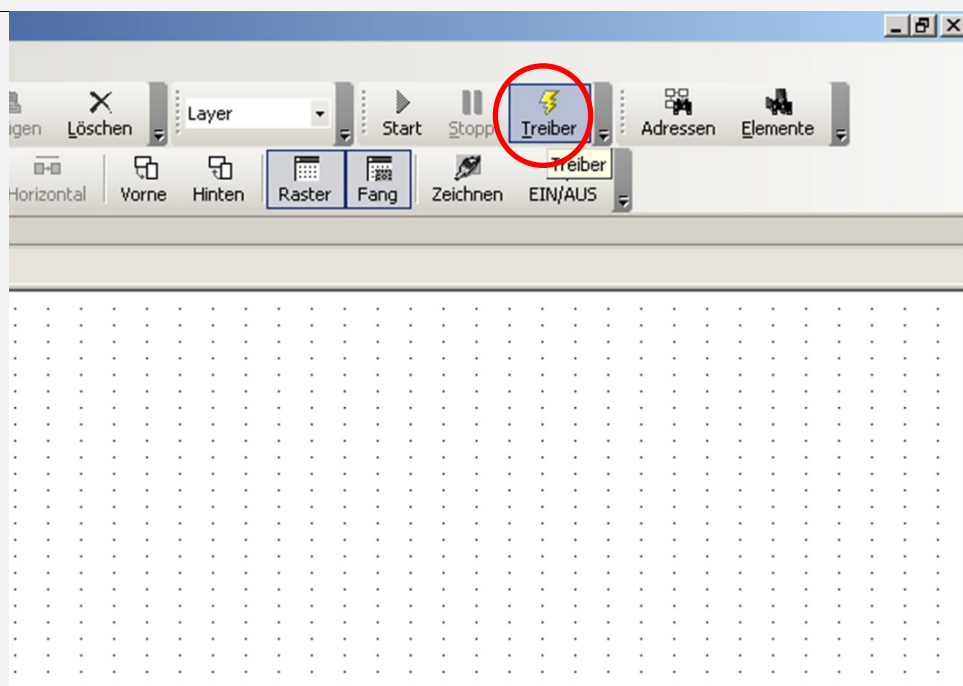 Löschen
Layer
Start
Stopp
Treiber
Adressen
Elemente
Horizontal
Vorne
Hinten
Raster
Fang
Zeichnen
EIN/AUS
Treiber